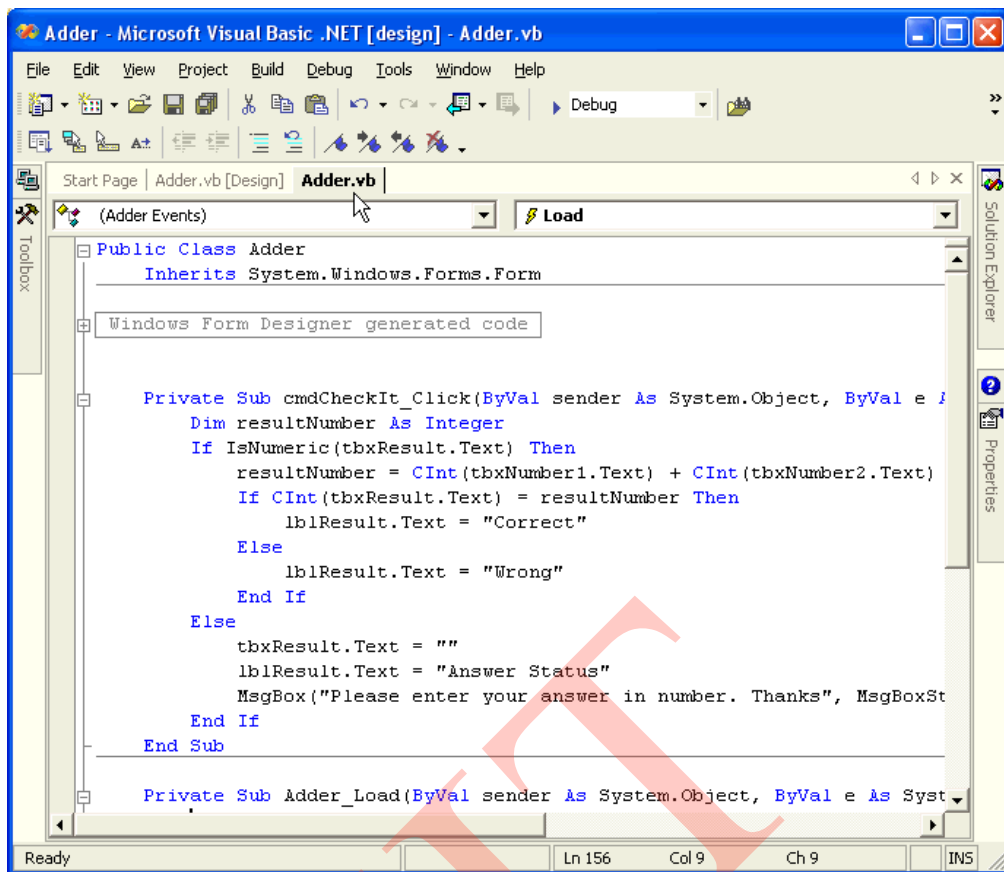 Adder - Microsoft Visual Basic .NET [design] - Adder.vb
File Edit View Project Build Debug Tools Window Help
Debug
Start Page Adder.vb [Design] Adder.vb
(Adder Events) Load
Toolbox
Solution Explorer
Properties
Public Class Adder
Inherits System.Windows.Forms.Form
Windows Form Designer generated code
Private Sub cmdCheckIt_Click(ByVal sender As System.Object, ByVal e
Dim resultNumber As Integer
If IsNumeric(tbxResult.Text) Then
resultNumber = CInt(tbxNumber1.Text) + CInt(tbxNumber2.Text)
If CInt(tbxResult.Text) = resultNumber Then
lblResult.Text = "Correct"
Else
lblResult.Text = "Wrong"
End If
Else
tbxResult.Text = ""
lblResult.Text = "Answer Status"
MsgBox("Please enter your answer in number. Thanks", MsgBoxSt
End If
End Sub
Private Sub Adder_Load(ByVal sender As System.Object, ByVal e As Syst
Ready Ln 156 Col 9 Ch 9 INS